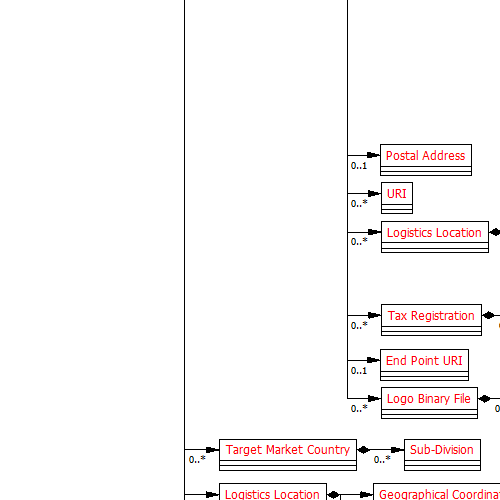 Postal Address
0..1
URI
0..*
Logistics Location
0..*
Tax Registration
0..*
End Point URI
0..1
Logo Binary File
0..*
Target Market Country
0..*
0..*
Sub-Division
Logistics Location
Geographical Coordina